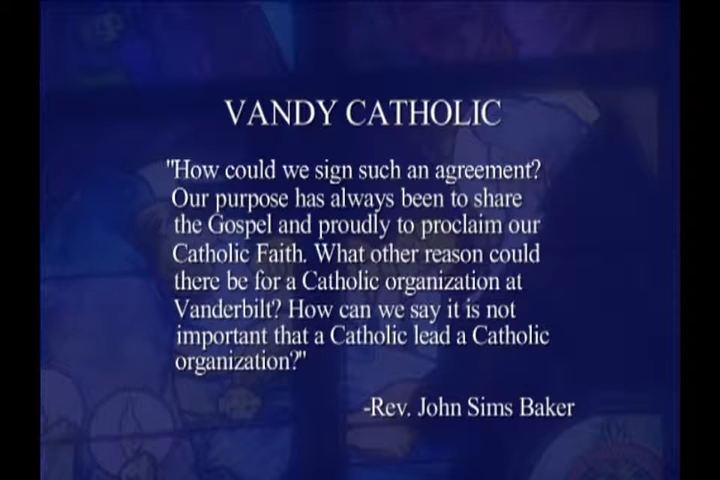 VANDY CATHOLIC
"How could we sign such an agreement?
Our purpose has always been to share
the Gospel and proudly to proclaim our
Catholic Faith. What other reason could
there be for a Catholic organization at
Vanderbilt? How can we say it is not
important that a Catholic lead a Catholic
organization?"
-Rev. John Sims Baker